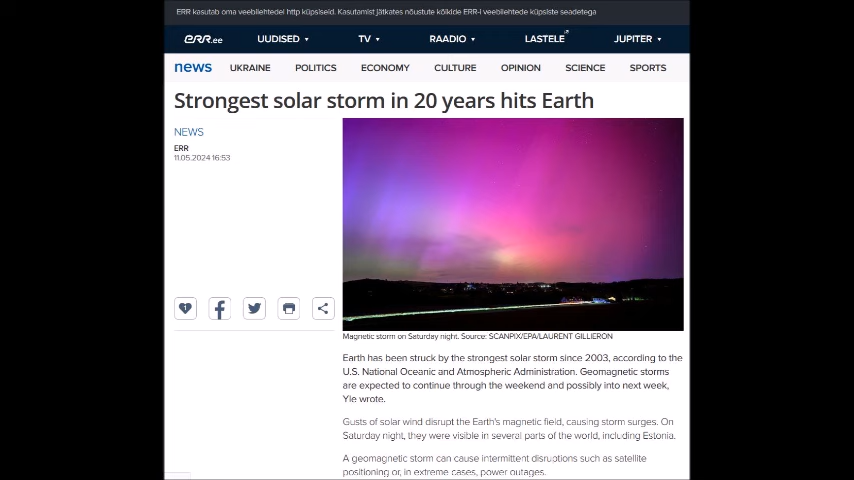 ERR kasutab oma veebilehtedel http küpsiseid. Kasutamist jätkates nõustute kõikide ERR-i veebilehtede küpsiste seadetega
err.ee UUDISED TV RAADIO LASTELE JUPITER
news UKRAINE POLITICS ECONOMY CULTURE OPINION SCIENCE SPORTS
Strongest solar storm in 20 years hits Earth
NEWS
ERR
11.05.2024 16:53
1
Magnetic storm on Saturday night. Source: SCANPIX/EPA/LAURENT GILLIERON
Earth has been struck by the strongest solar storm since 2003, according to the
U.S. National Oceanic and Atmospheric Administration. Geomagnetic storms
are expected to continue through the weekend and possibly into next week,
Yle wrote.
Gusts of solar wind disrupt the Earth's magnetic field, causing storm surges. On
Saturday night, they were visible in several parts of the world, including Estonia.
A geomagnetic storm can cause intermittent disruptions such as satellite
positioning or, in extreme cases, power outages.